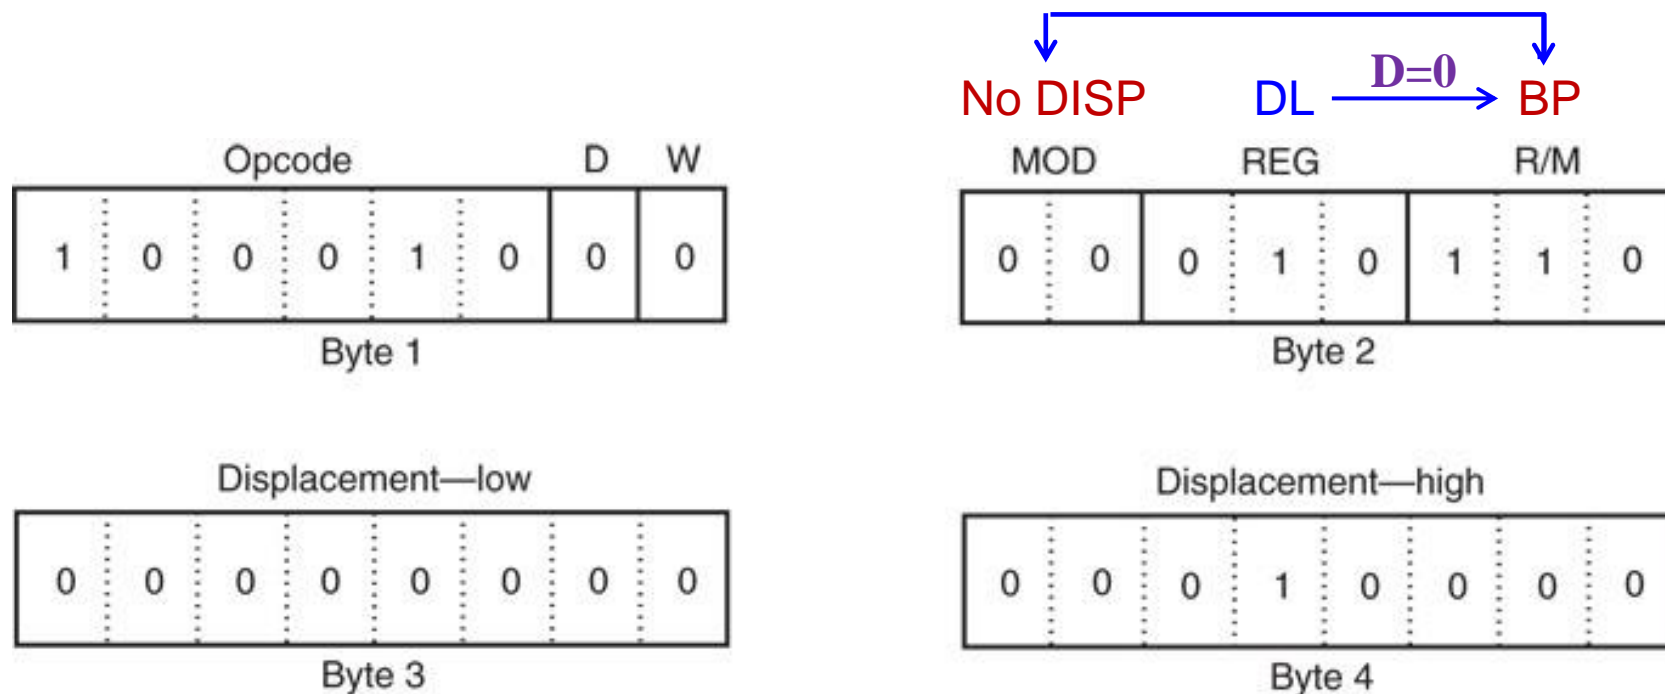 D=0
No DISP DL BP
Opcode D W MOD REG R/M
1 0 0 0 1 0 0 0 0 0 0 1 0 1 1 0
Byte 1 Byte 2
Displacement—low Displacement—high
0 0 0 0 0 0 0 0 0 0 0 1 0 0 0 0
Byte 3 Byte 4